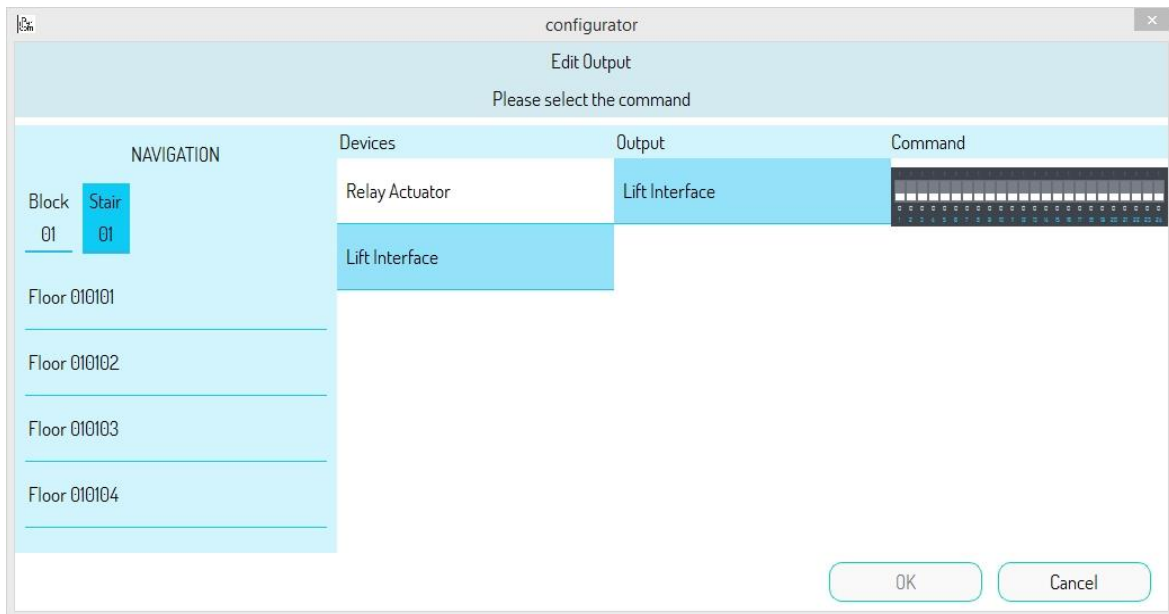 configurator
Edit Output
Please select the command
NAVIGATION
Block
01
Stair
01
Floor 010101
Floor 010102
Floor 010103
Floor 010104
Devices
Relay Actuator
Lift Interface
Output
Lift Interface
Command
OK
Cancel